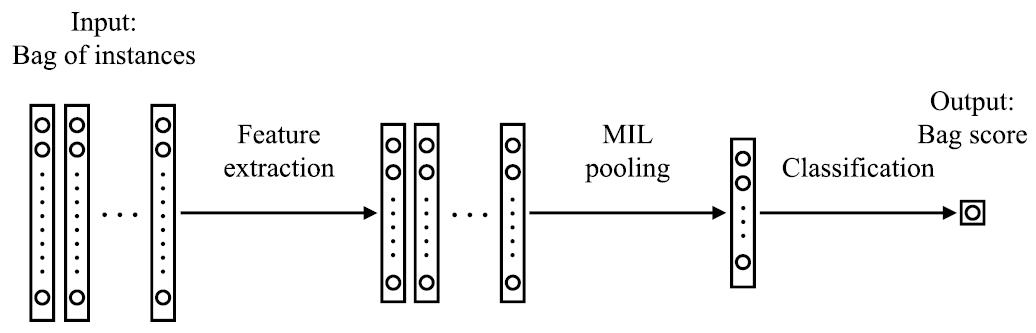 Input:
Bag of instances
Feature
extraction
MIL
pooling
Classification
Output:
Bag score